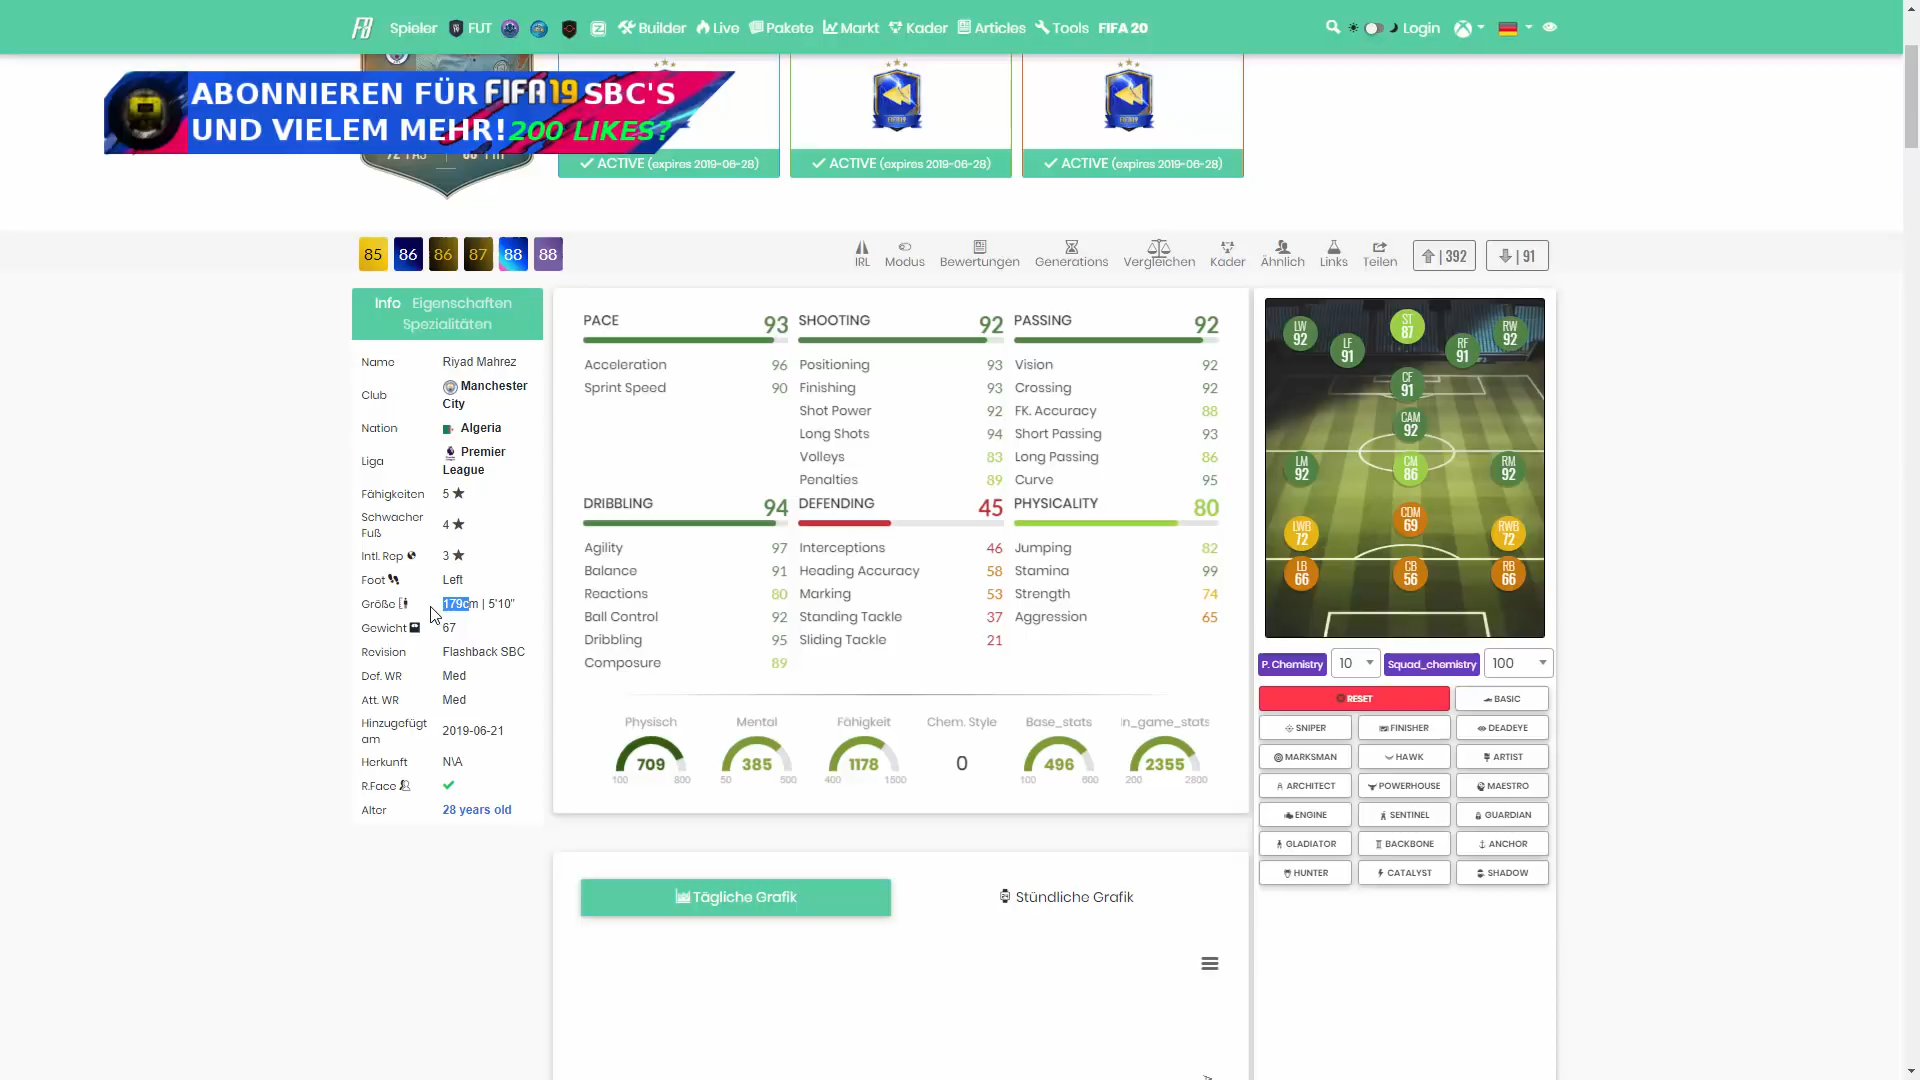 FB Spieler FUT Builder Live Pakete Markt Kader Articles Tools FIFA 20 Login
ABONNIEREN FÜR FIFA 19 SBC'S
UND VIELEM MEHR! 200 LIKES?
ACTIVE (expires 2019-06-28) ACTIVE (expires 2019-06-28) ACTIVE (expires 2019-06-28)
85 86 86 87 88 88
IRL Modus Bewertungen Generations Vergleichen Kader Ähnlich Links Teilen | 392 | 91
Info Eigenschaften
Spezialitäten
Name Riyad Mahrez
Club Manchester City
Nation Algeria
Liga Premier League
Fähigkeiten 5
Schwacher Fuß 4
Intl. Rep 3
Foot Left
Größe 179cm | 5'10"
Gewicht 67
Revision Flashback SBC
Def. WR Med
Att. WR Med
Hinzugefügt am 2019-06-21
Herkunft N\A
R.Face
Alter 28 years old
PACE 93
Acceleration 96
Sprint Speed 90
SHOOTING 92
Positioning 93
Finishing 93
Shot Power 92
Long Shots 94
Volleys 83
Penalties 89
PASSING 92
Vision 92
Crossing 92
FK. Accuracy 88
Short Passing 93
Long Passing 86
Curve 95
DRIBBLING 94
Agility 97
Balance 91
Reactions 80
Ball Control 92
Dribbling 95
Composure 89
DEFENDING 45
Interceptions 46
Heading Accuracy 58
Marking 53
Standing Tackle 37
Sliding Tackle 21
PHYSICALITY 80
Jumping 82
Stamina 99
Strength 74
Aggression 65
Physisch Mental Fähigkeit Chem. Style Base_stats In_game_stats
709 385 1178 0 496 2355
100 800 50 500 400 1500 100 600 200 2800
Tägliche Grafik Stündliche Grafik
LW 92 ST 87 RW 92
LF 91 RF 91
CF 91
CAM 92
LM 92 CM 86 RM 92
LWB 72 CDM 69 RWB 72
LB 66 CB 56 RB 66
P. Chemistry 10 Squad_chemistry 100
RESET BASIC
SNIPER FINISHER DEADEYE
MARKSMAN HAWK ARTIST
ARCHITECT POWERHOUSE MAESTRO
ENGINE SENTINEL GUARDIAN
GLADIATOR BACKBONE ANCHOR
HUNTER CATALYST SHADOW